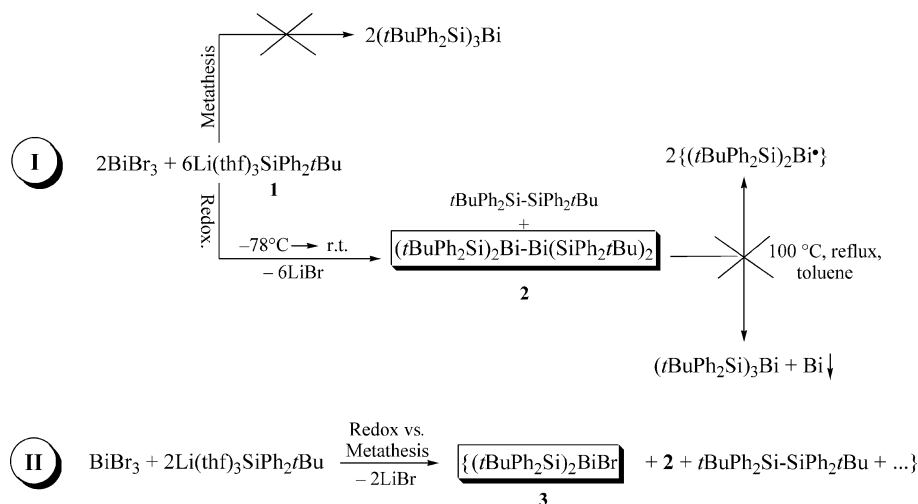 2(tBuPh₂Si)₃Bi
Metathesis
I
2BiBr₃ + 6Li(thf)₃SiPh₂tBu
1
2{(tBuPh₂Si)₂Bi•}
Redox.
tBuPh₂Si-SiPh₂tBu
+
–78°C → r.t.
– 6LiBr
(tBuPh₂Si)₂Bi-Bi(SiPh₂tBu)₂
2
100 °C, reflux,
toluene
(tBuPh₂Si)₃Bi + Bi↓
II
BiBr₃ + 2Li(thf)₃SiPh₂tBu
Redox vs.
Metathesis
– 2LiBr
{(tBuPh₂Si)₂BiBr + 2 + tBuPh₂Si-SiPh₂tBu + ...}
3